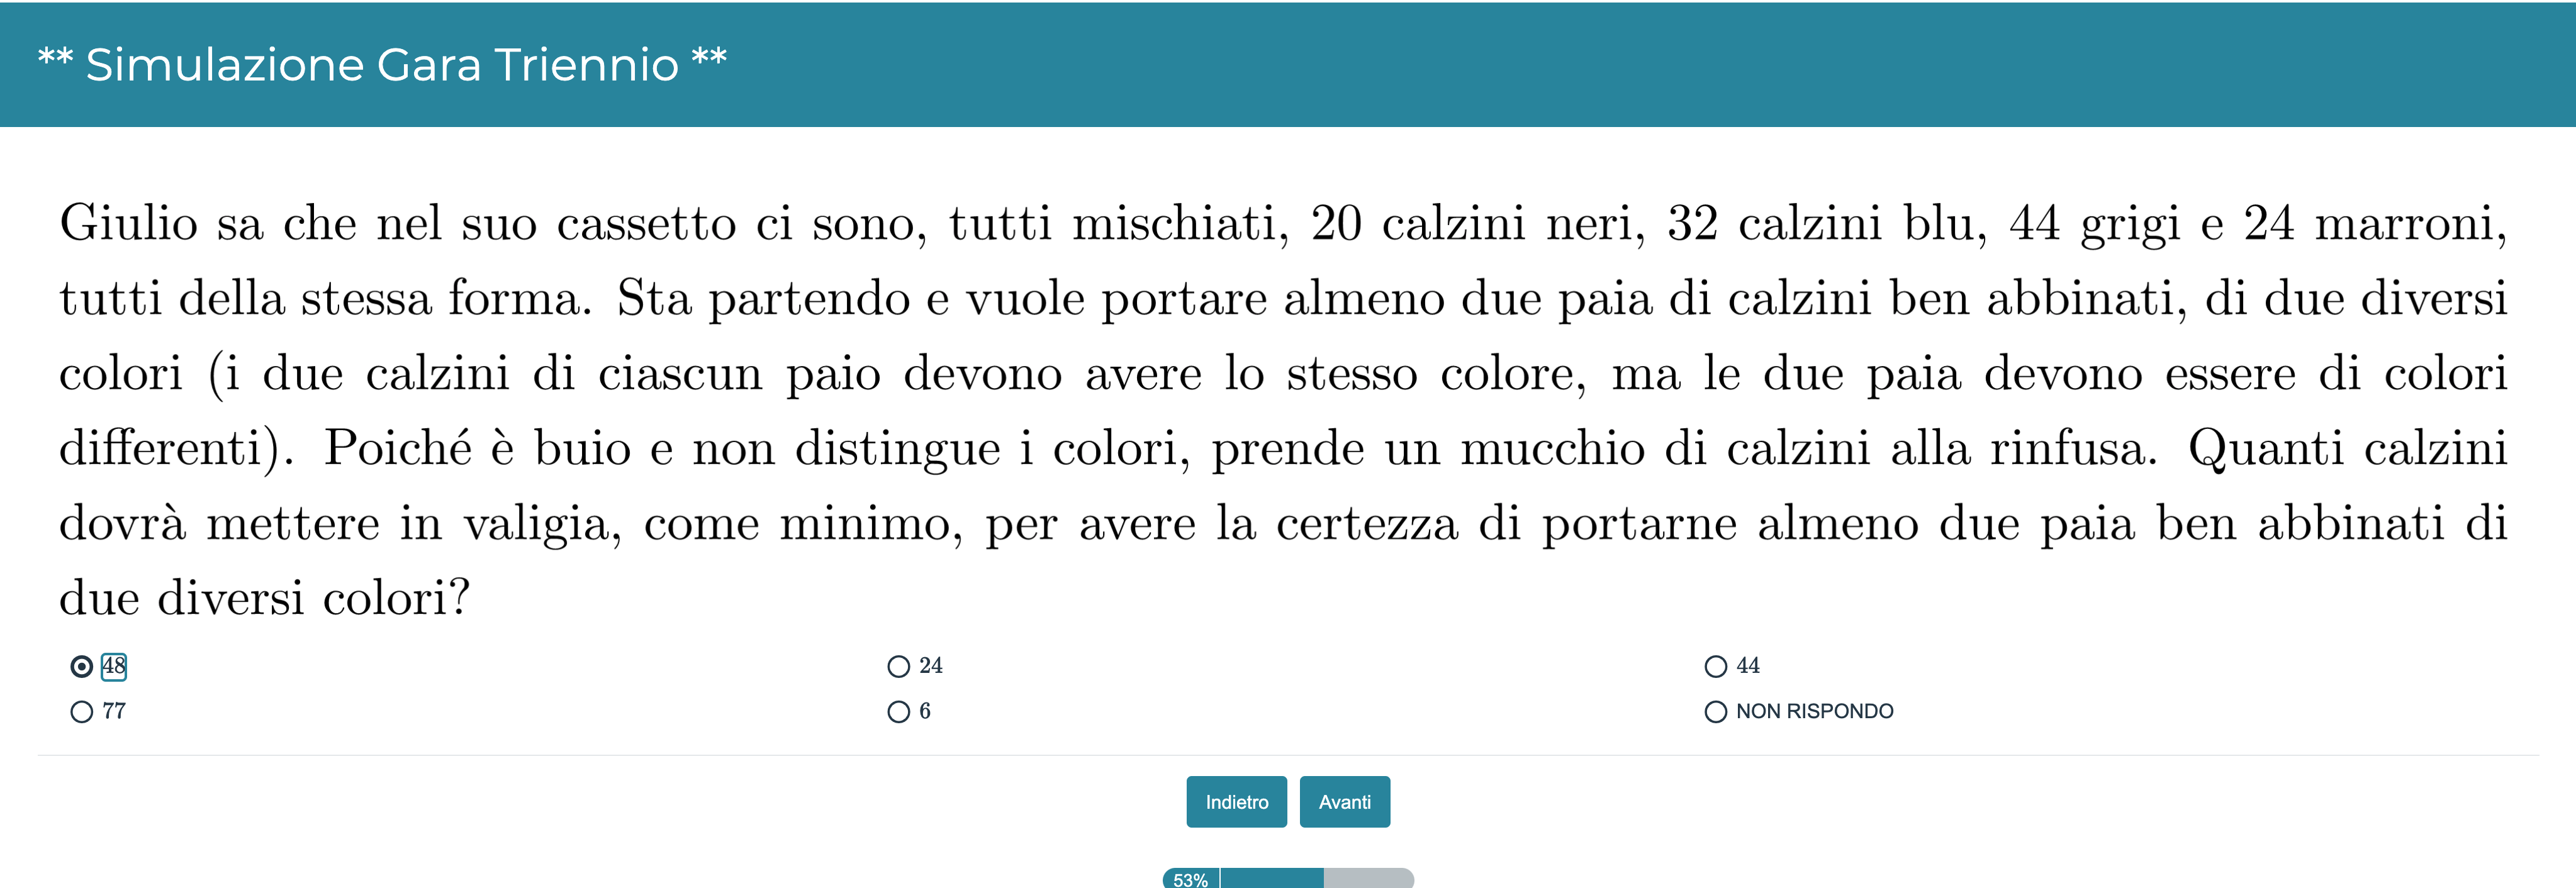 ** Simulazione Gara Triennio **
Giulio sa che nel suo cassetto ci sono, tutti mischiati, 20 calzini neri, 32 calzini blu, 44 grigi e 24 marroni,
tutti della stessa forma. Sta partendo e vuole portare almeno due paia di calzini ben abbinati, di due diversi
colori (i due calzini di ciascun paio devono avere lo stesso colore, ma le due paia devono essere di colori
differenti). Poiché è buio e non distingue i colori, prende un mucchio di calzini alla rinfusa. Quanti calzini
dovrà mettere in valigia, come minimo, per avere la certezza di portarne almeno due paia ben abbinati di
due diversi colori?
48 24 44
77 6 NON RISPONDO
Indietro Avanti
53%